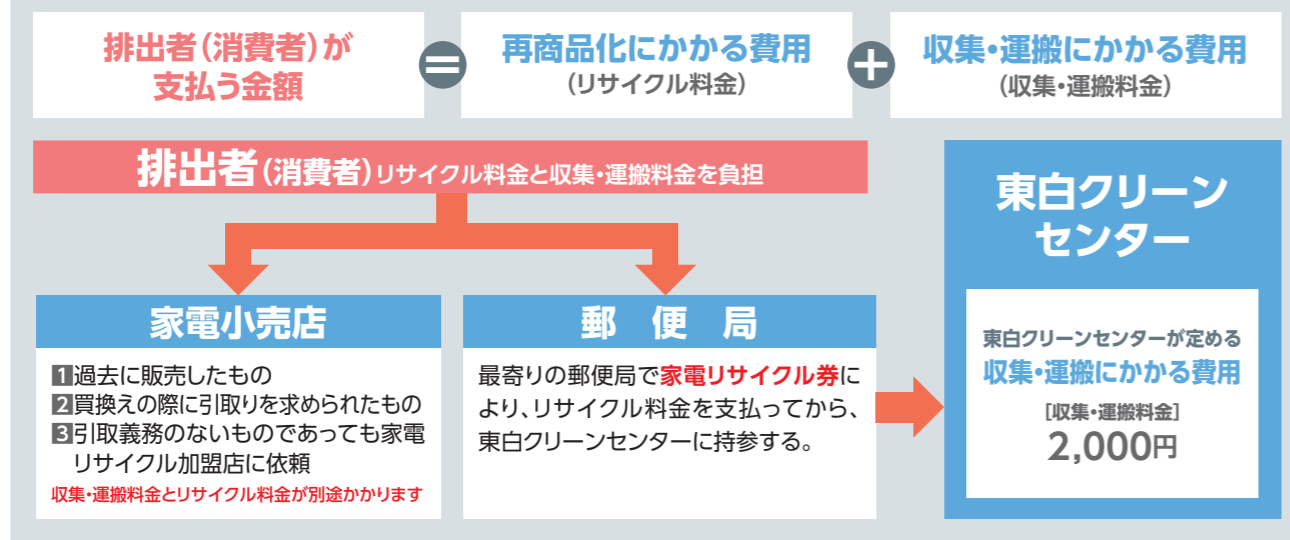 排出者(消費者)が
支払う金額
=
再商品化にかかる費用
(リサイクル料金)
+
収集・運搬にかかる費用
(収集・運搬料金)
排出者(消費者)リサイクル料金と収集・運搬料金を負担
家電小売店
1過去に販売したもの
2買換えの際に引取りを求められたもの
3引取義務のないものであっても家電
リサイクル加盟店に依頼
収集・運搬料金とリサイクル料金が別途かかります
郵便局
最寄りの郵便局で家電リサイクル券に
より、リサイクル料金を支払ってから、
東白クリーンセンターに持参する。
東白クリーン
センター
東白クリーンセンターが定める
収集・運搬にかかる費用
[収集・運搬料金]
2,000円